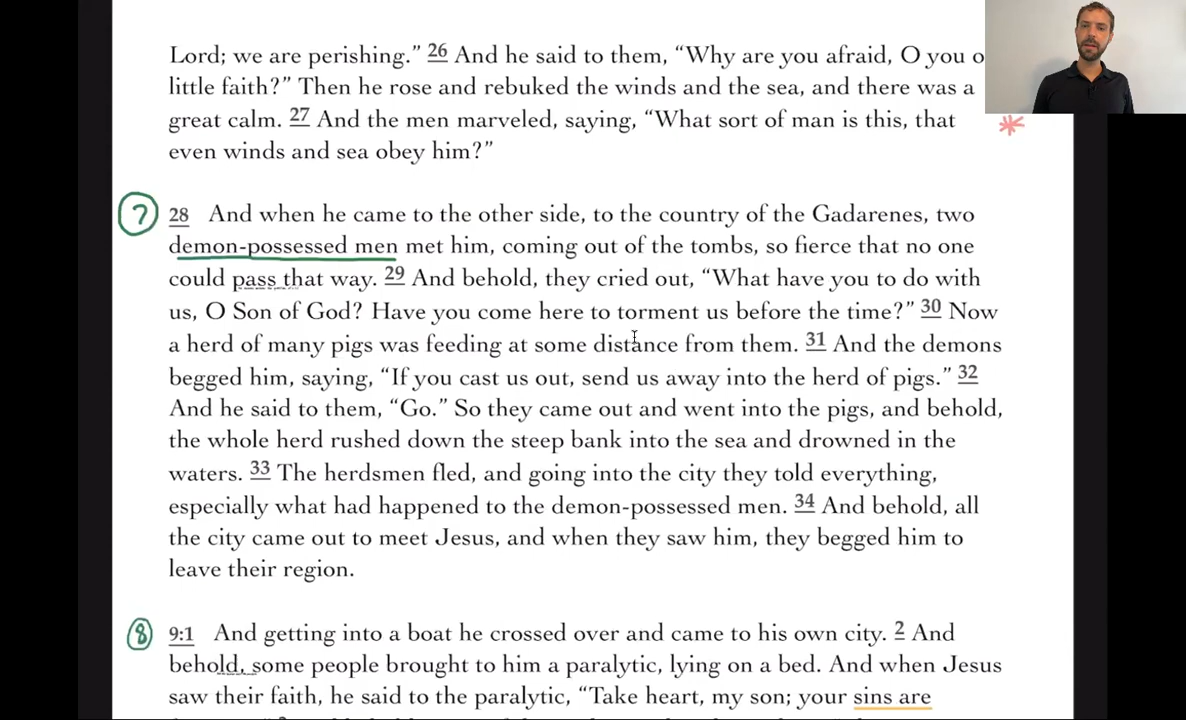 Lord; we are perishing.” 26 And he said to them, “Why are you afraid, O you o
little faith?” Then he rose and rebuked the winds and the sea, and there was a
great calm. 27 And the men marveled, saying, “What sort of man is this, that
even winds and sea obey him?”
7 28 And when he came to the other side, to the country of the Gadarenes, two
demon-possessed men met him, coming out of the tombs, so fierce that no one
could pass that way. 29 And behold, they cried out, “What have you to do with
us, O Son of God? Have you come here to torment us before the time?” 30 Now
a herd of many pigs was feeding at some distance from them. 31 And the demons
begged him, saying, “If you cast us out, send us away into the herd of pigs.” 32
And he said to them, “Go.” So they came out and went into the pigs, and behold,
the whole herd rushed down the steep bank into the sea and drowned in the
waters. 33 The herdsmen fled, and going into the city they told everything,
especially what had happened to the demon-possessed men. 34 And behold, all
the city came out to meet Jesus, and when they saw him, they begged him to
leave their region.
8 9:1 And getting into a boat he crossed over and came to his own city. 2 And
behold, some people brought to him a paralytic, lying on a bed. And when Jesus
saw their faith, he said to the paralytic, “Take heart, my son; your sins are